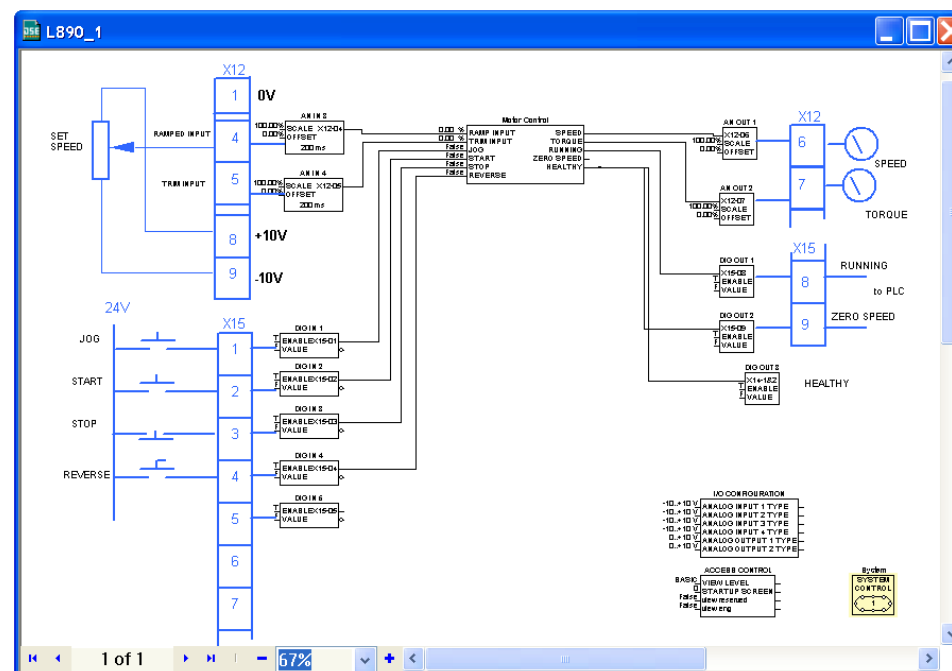 L890_1
X12
1 0V
4
5
8 +10V
9 -10V
SET
SPEED
RAMPED INPUT
TRIM INPUT
AN IN 3
100.00%
0.00%
SCALE X12-04
OFFSET
200 ms
AN IN 4
100.00%
0.00%
SCALE X12-05
OFFSET
200 ms
Motor Control
0.00 % RAMP INPUT SPEED
0.00 % TRIM INPUT TORQUE
False JOG RUNNING
False START ZERO SPEED
False STOP HEALTHY
False REVERSE
AN OUT 1
X12-06
100.00% SCALE
0.00% OFFSET
AN OUT 2
X12-07
100.00% SCALE
0.00% OFFSET
X12
6
7
SPEED
TORQUE
DIG OUT 1
X15-08
T ENABLE
F VALUE
DIG OUT 2
X15-09
T ENABLE
F VALUE
X15
8
9
RUNNING
to PLC
ZERO SPEED
DIG OUT 3
X14-1&2
T ENABLE
F VALUE
HEALTHY
24V
JOG
START
STOP
REVERSE
X15
1
2
3
4
5
6
7
DIG IN 1
T ENABLE X15-01
F VALUE
DIG IN 2
T ENABLE X15-02
F VALUE
DIG IN 3
T ENABLE X15-03
F VALUE
DIG IN 4
T ENABLE X15-04
F VALUE
DIG IN 5
T ENABLE X15-05
F VALUE
I/O CONFIGURATION
-10..+10 V ANALOG INPUT 1 TYPE
-10..+10 V ANALOG INPUT 2 TYPE
-10..+10 V ANALOG INPUT 3 TYPE
-10..+10 V ANALOG INPUT 4 TYPE
0..+10 V ANALOG OUTPUT 1 TYPE
0..+10 V ANALOG OUTPUT 2 TYPE
ACCESS CONTROL
BASIC VIEW LEVEL
0 STARTUP SCREEN
False view reserved
False view eng
System
SYSTEM
CONTROL
1
1 of 1
67%